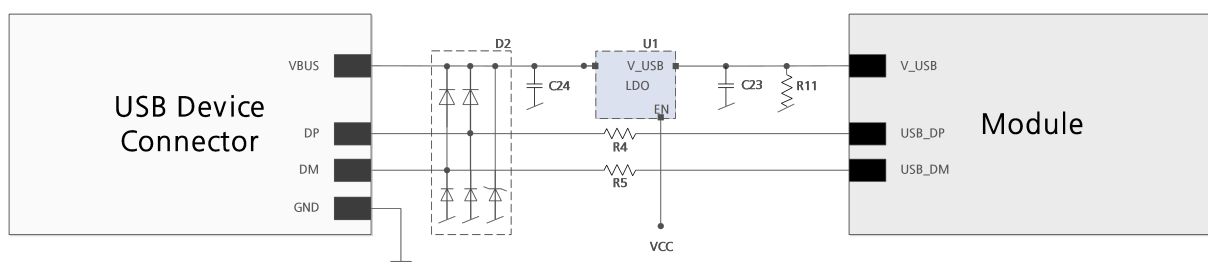 D2
U1
VBUS
V_USB
V_USB
C24
LDO
C23
R11
EN
USB Device
Connector
Module
DP
USB_DP
R4
DM
USB_DM
R5
GND
VCC